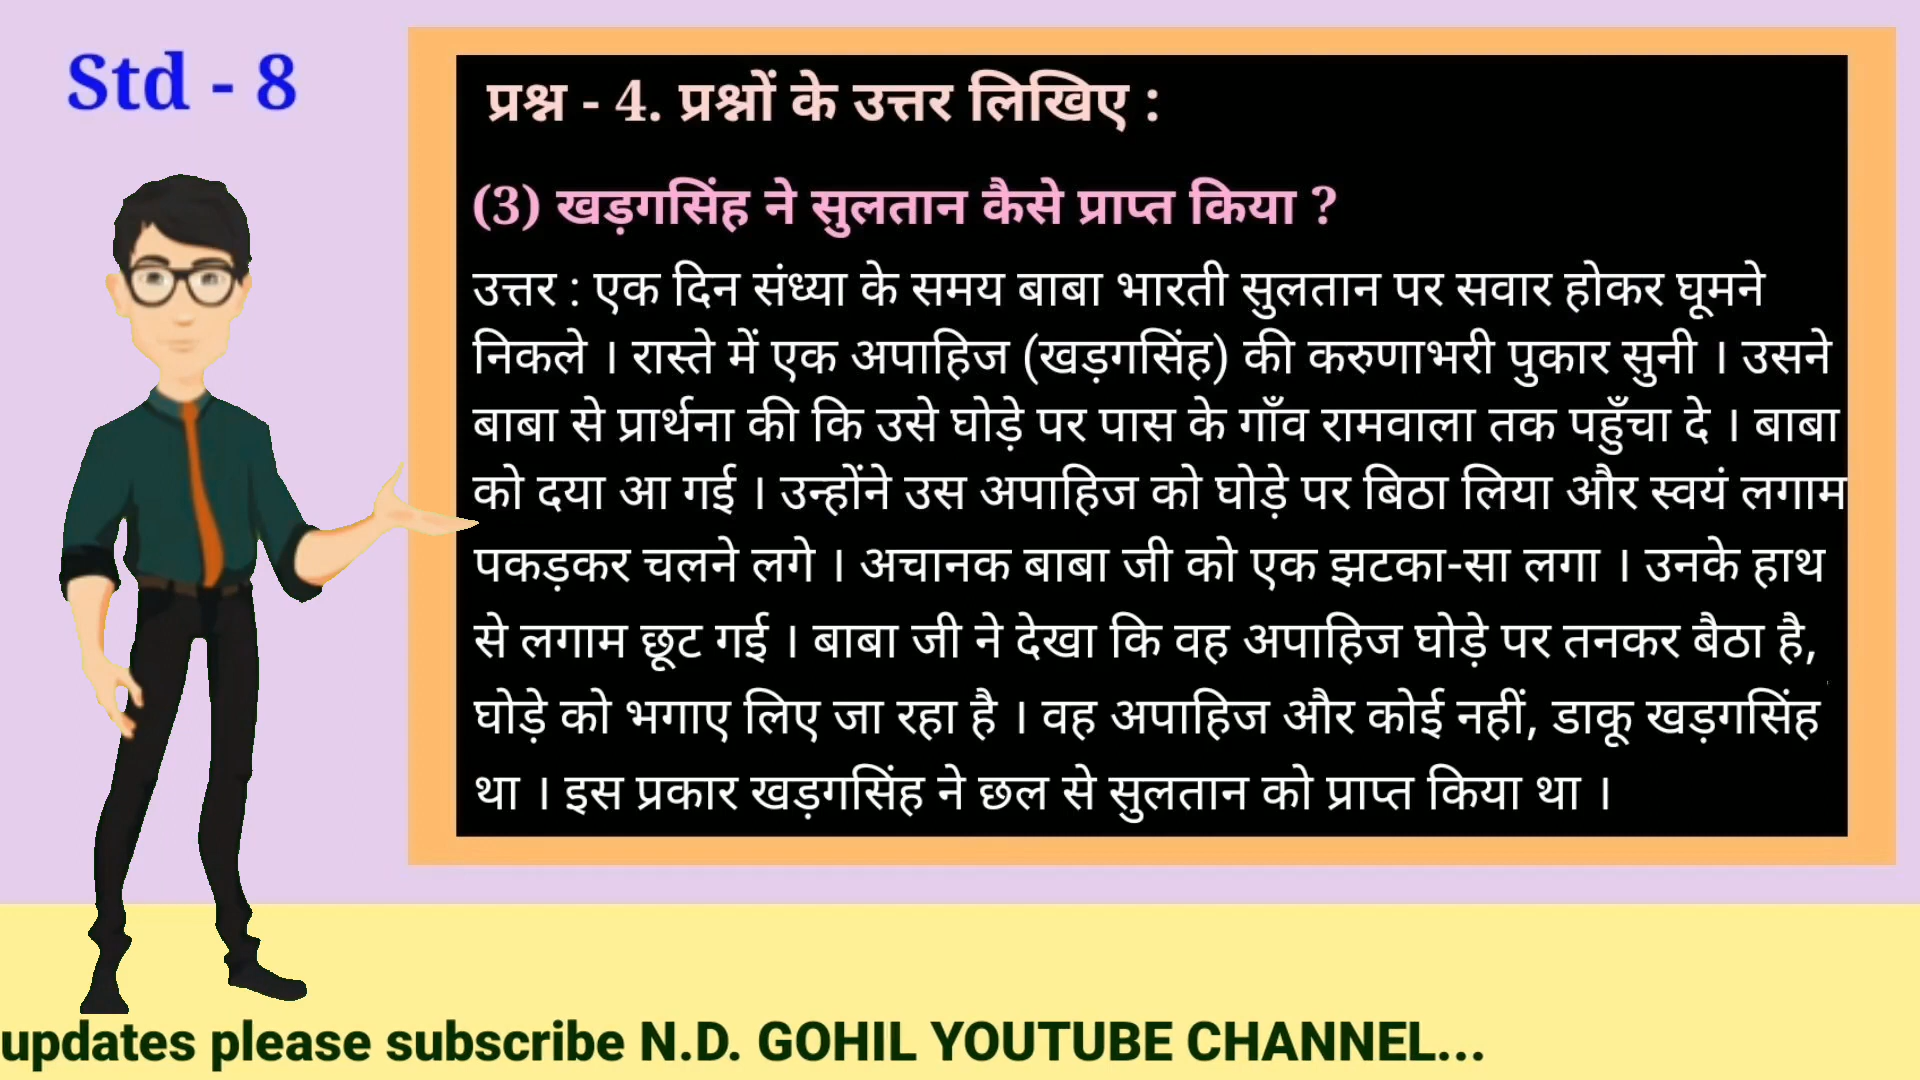 Std - 8
प्रश्न - 4. प्रश्नों के उत्तर लिखिए :
(3) खड़गसिंह ने सुलतान कैसे प्राप्त किया ?
उत्तर : एक दिन संध्या के समय बाबा भारती सुलतान पर सवार होकर घूमने
निकले । रास्ते में एक अपाहिज (खड़गसिंह) की करुणाभरी पुकार सुनी । उसने
बाबा से प्रार्थना की कि उसे घोड़े पर पास के गाँव रामवाला तक पहुँचा दे । बाबा
को दया आ गई । उन्होंने उस अपाहिज को घोड़े पर बिठा लिया और स्वयं लगाम
पकड़कर चलने लगे । अचानक बाबा जी को एक झटका-सा लगा । उनके हाथ
से लगाम छूट गई । बाबा जी ने देखा कि वह अपाहिज घोड़े पर तनकर बैठा है,
घोड़े को भगाए लिए जा रहा है । वह अपाहिज और कोई नहीं, डाकू खड़गसिंह
था । इस प्रकार खड़गसिंह ने छल से सुलतान को प्राप्त किया था ।
updates please subscribe N.D. GOHIL YOUTUBE CHANNEL...